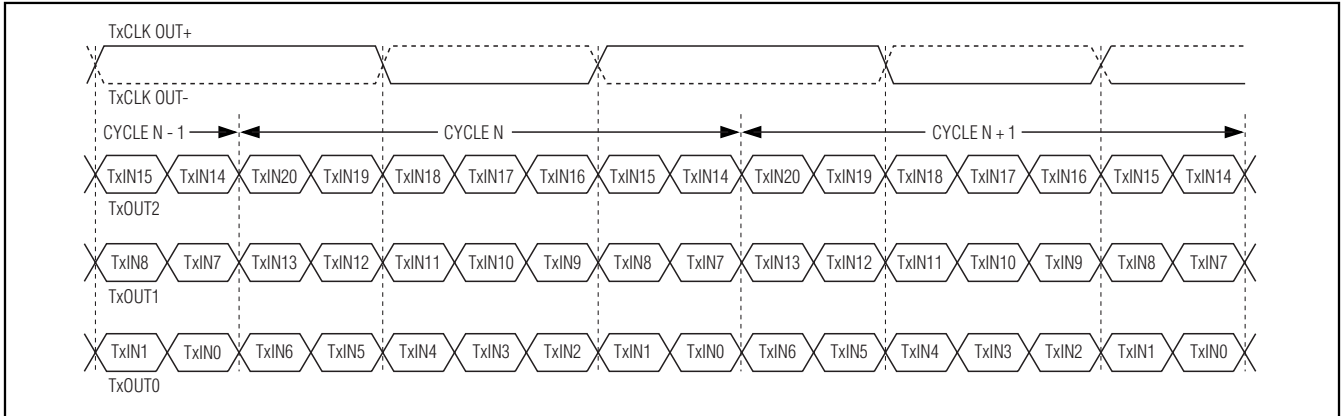 TxCLK OUT+
TxCLK OUT-
CYCLE N - 1 CYCLE N CYCLE N + 1
TxIN15 TxIN14 TxIN20 TxIN19 TxIN18 TxIN17 TxIN16 TxIN15 TxIN14 TxIN20 TxIN19 TxIN18 TxIN17 TxIN16 TxIN15 TxIN14
TxOUT2
TxIN8 TxIN7 TxIN13 TxIN12 TxIN11 TxIN10 TxIN9 TxIN8 TxIN7 TxIN13 TxIN12 TxIN11 TxIN10 TxIN9 TxIN8 TxIN7
TxOUT1
TxIN1 TxIN0 TxIN6 TxIN5 TxIN4 TxIN3 TxIN2 TxIN1 TxIN0 TxIN6 TxIN5 TxIN4 TxIN3 TxIN2 TxIN1 TxIN0
TxOUT0